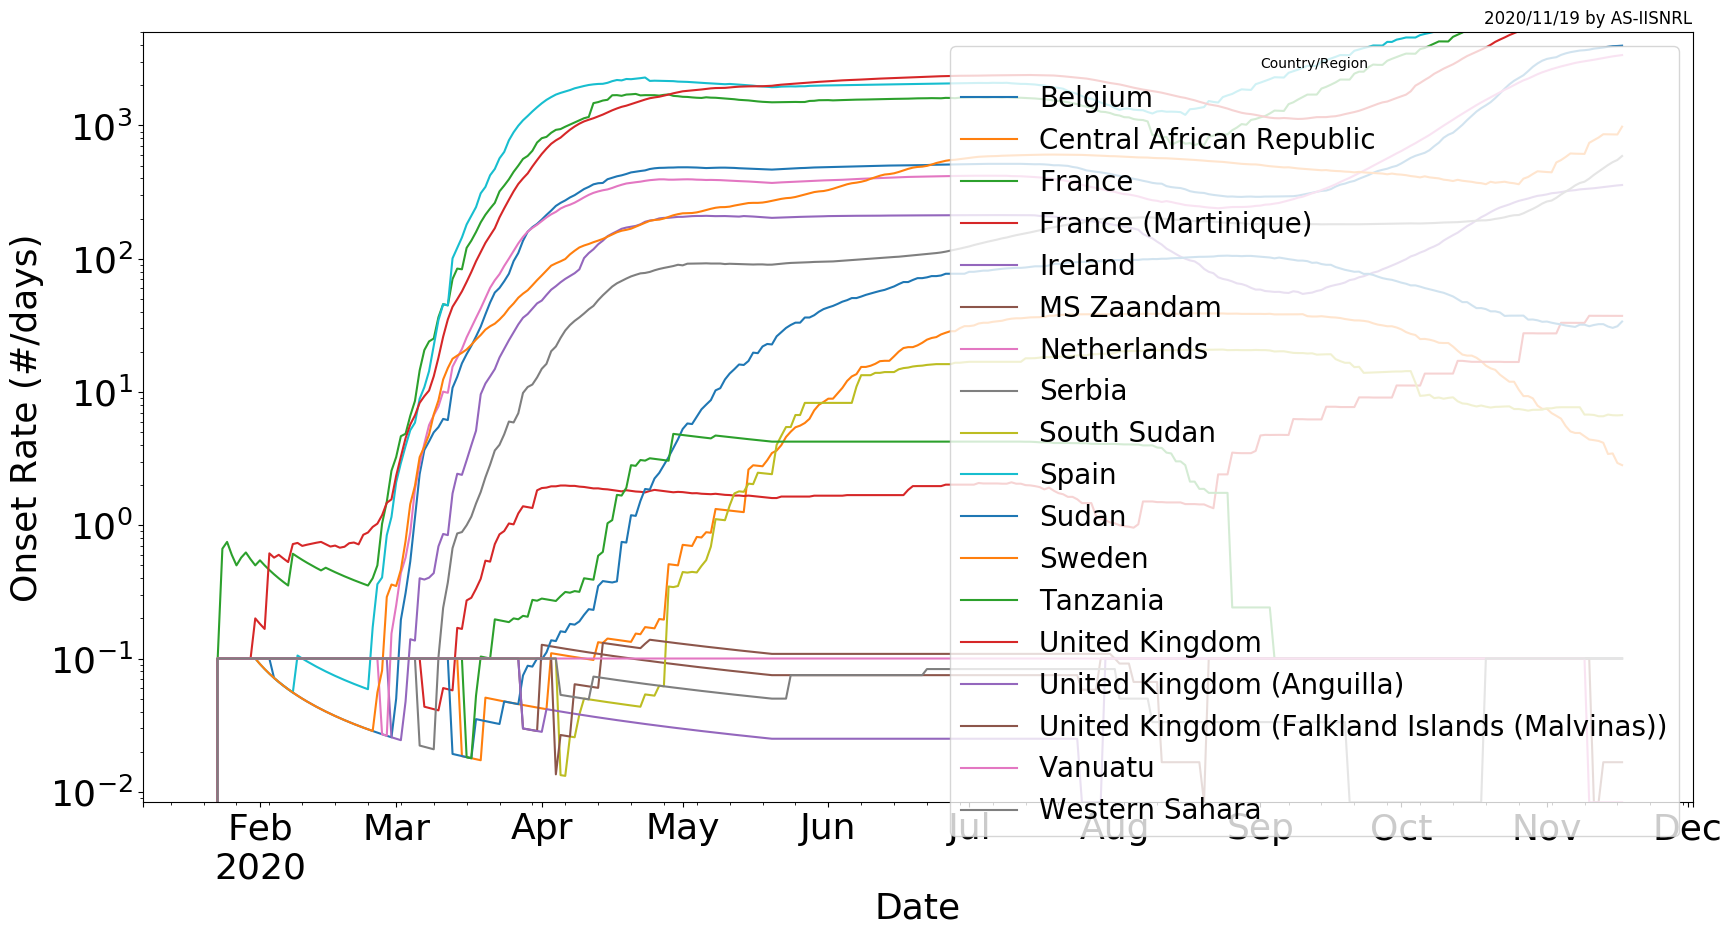 2020/11/19 by AS-IISNRL
Country/Region
Belgium
Central African Republic
France
France (Martinique)
Ireland
MS Zaandam
Netherlands
Serbia
South Sudan
Spain
Sudan
Sweden
Tanzania
United Kingdom
United Kingdom (Anguilla)
United Kingdom (Falkland Islands (Malvinas))
Vanuatu
Western Sahara
Onset Rate (#/days)
10³
10²
10¹
10⁰
10⁻¹
10⁻²
Feb Mar Apr May Jun Jul Aug Sep Oct Nov Dec
2020
Date